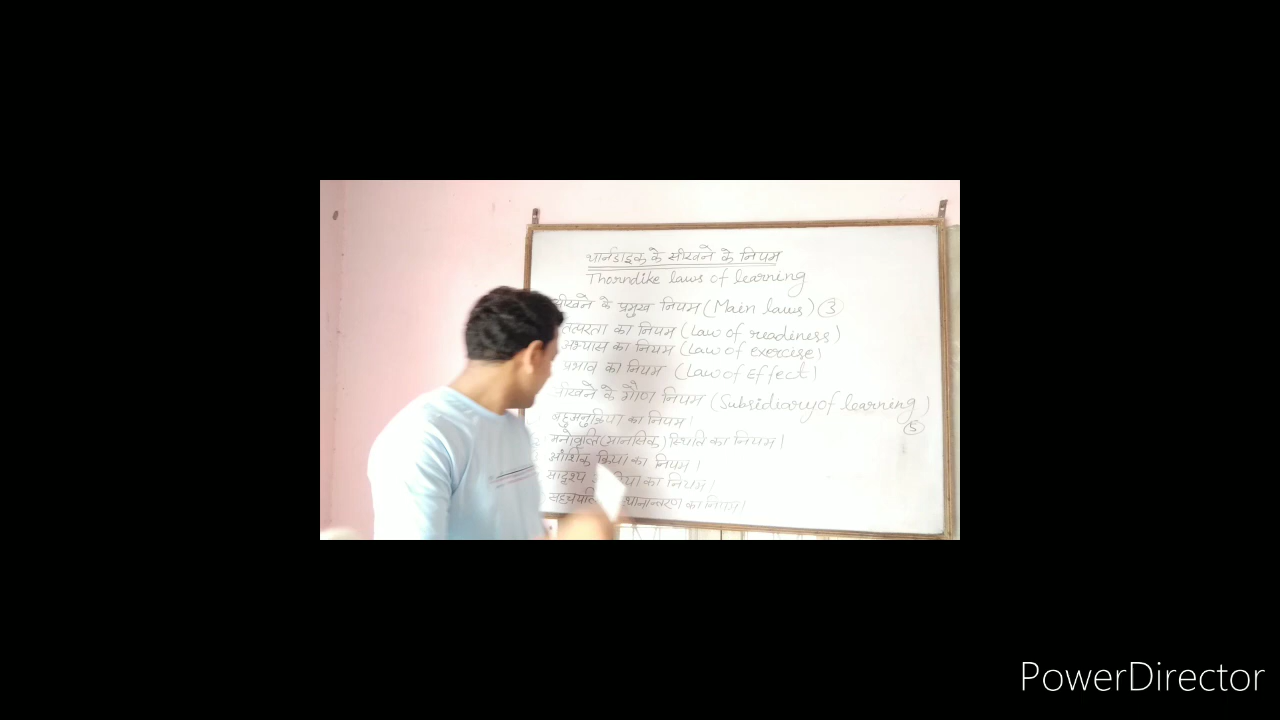 थार्नडाइक के सीखने के नियम
Thorndike laws of learning
सीखने के प्रमुख नियम (Main laws) ③
तत्परता का नियम (Law of readiness)
अभ्यास का नियम (Law of exercise)
प्रभाव का नियम (Law of Effect)
सीखने के गौण नियम (Subsidiary of learning)
⑤
बहुअनुक्रिया का नियम।
मनोवृत्ति (मानसिक) स्थिति का नियम।
आंशिक क्रिया का नियम।
सादृश्य का नियम।
का नियम।
PowerDirector